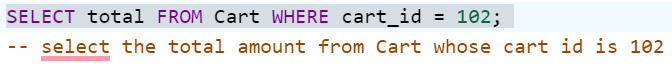 SELECT total FROM Cart WHERE cart_id = 102;
-- select the total amount from Cart whose cart id is 102